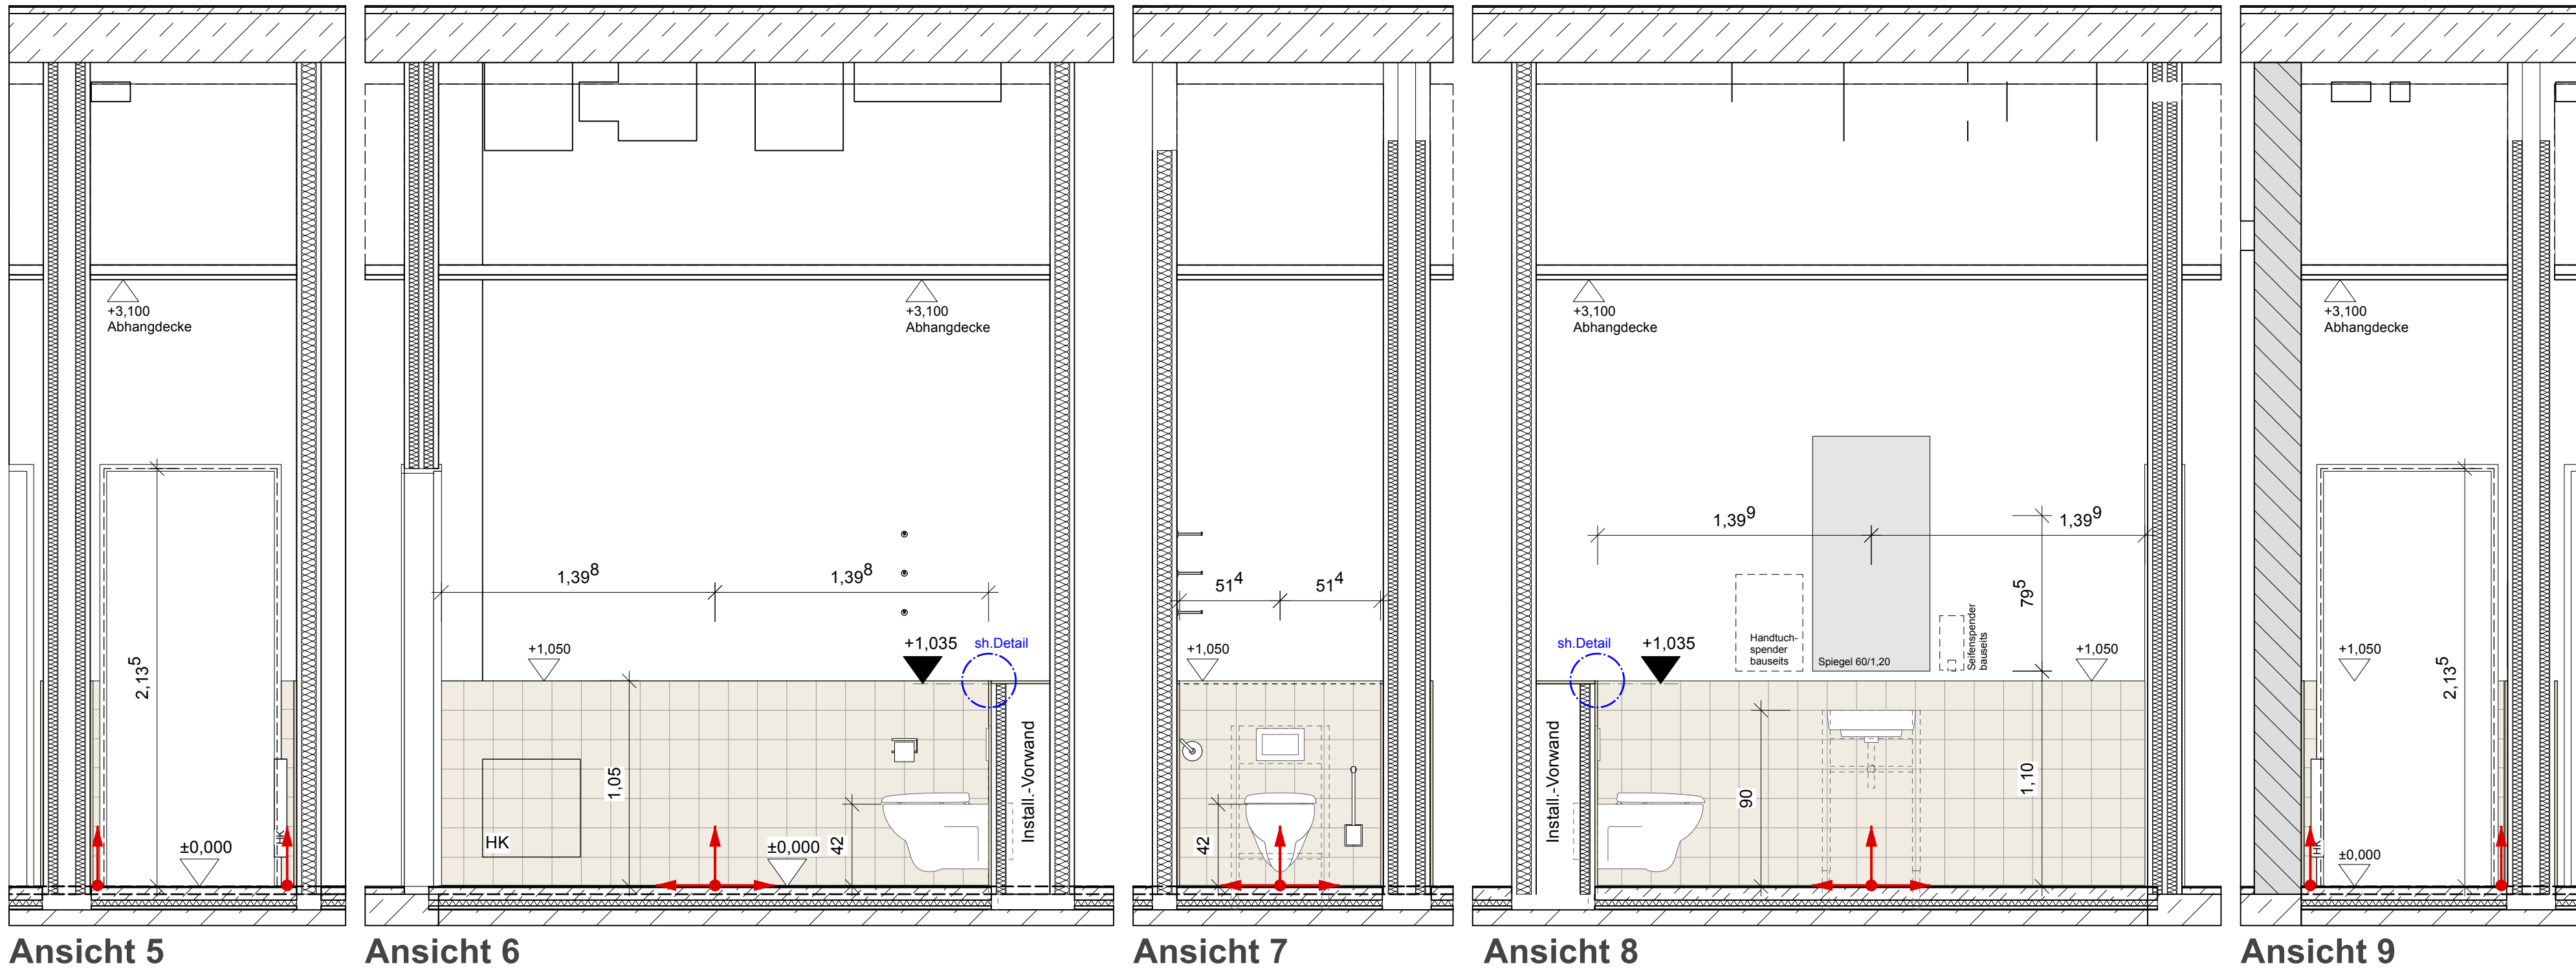 +3,100
Abhangdecke
2,13⁵
±0,000
HK
Ansicht 5
+3,100
Abhangdecke
1,39⁸
1,39⁸
+1,050
+1,035
sh.Detail
1,05
HK
±0,000
42
Install.-Vorwand
Ansicht 6
51⁴
51⁴
+1,050
42
Ansicht 7
+3,100
Abhangdecke
1,39⁹
1,39⁹
79⁵
sh.Detail
+1,035
Handtuch-
spender
bauseits
Spiegel 60/1,20
Seifenspender
bauseits
+1,050
Install.-Vorwand
90
1,10
Ansicht 8
+3,100
Abhangdecke
+1,050
2,13⁵
HK
±0,000
Ansicht 9